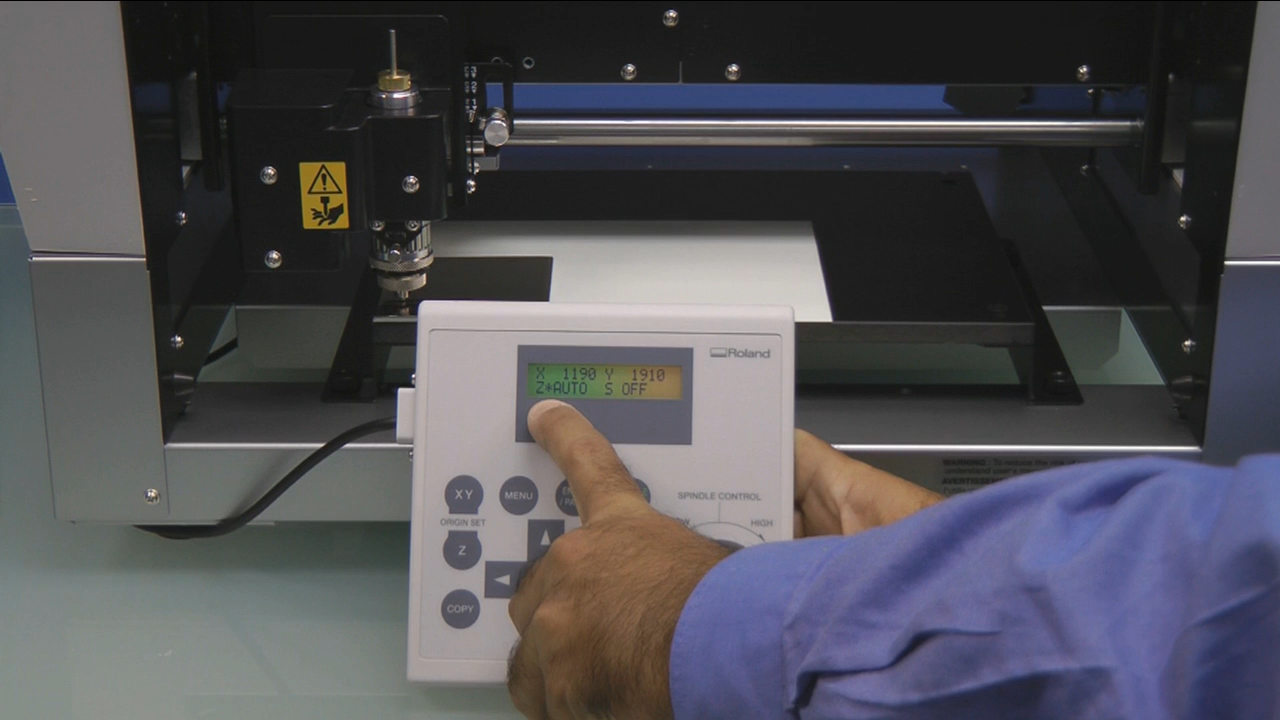 Roland
X 1190 Y 1910
Z*AUTO S OFF
XY
MENU
ORIGIN SET
SPINDLE CONTROL
HIGH
Z
COPY
WARNING